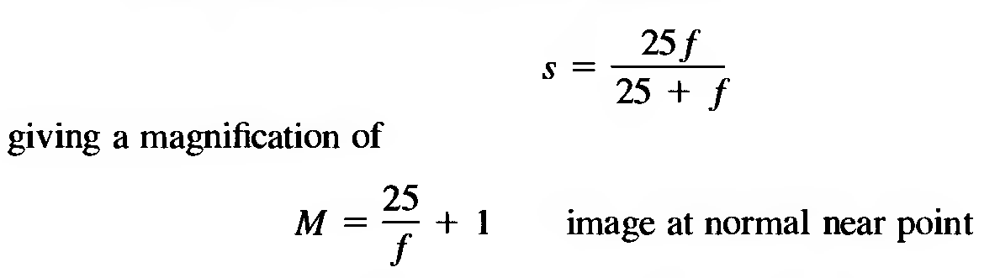 s = 25f / 25 + f
giving a magnification of
M = 25/f + 1 image at normal near point